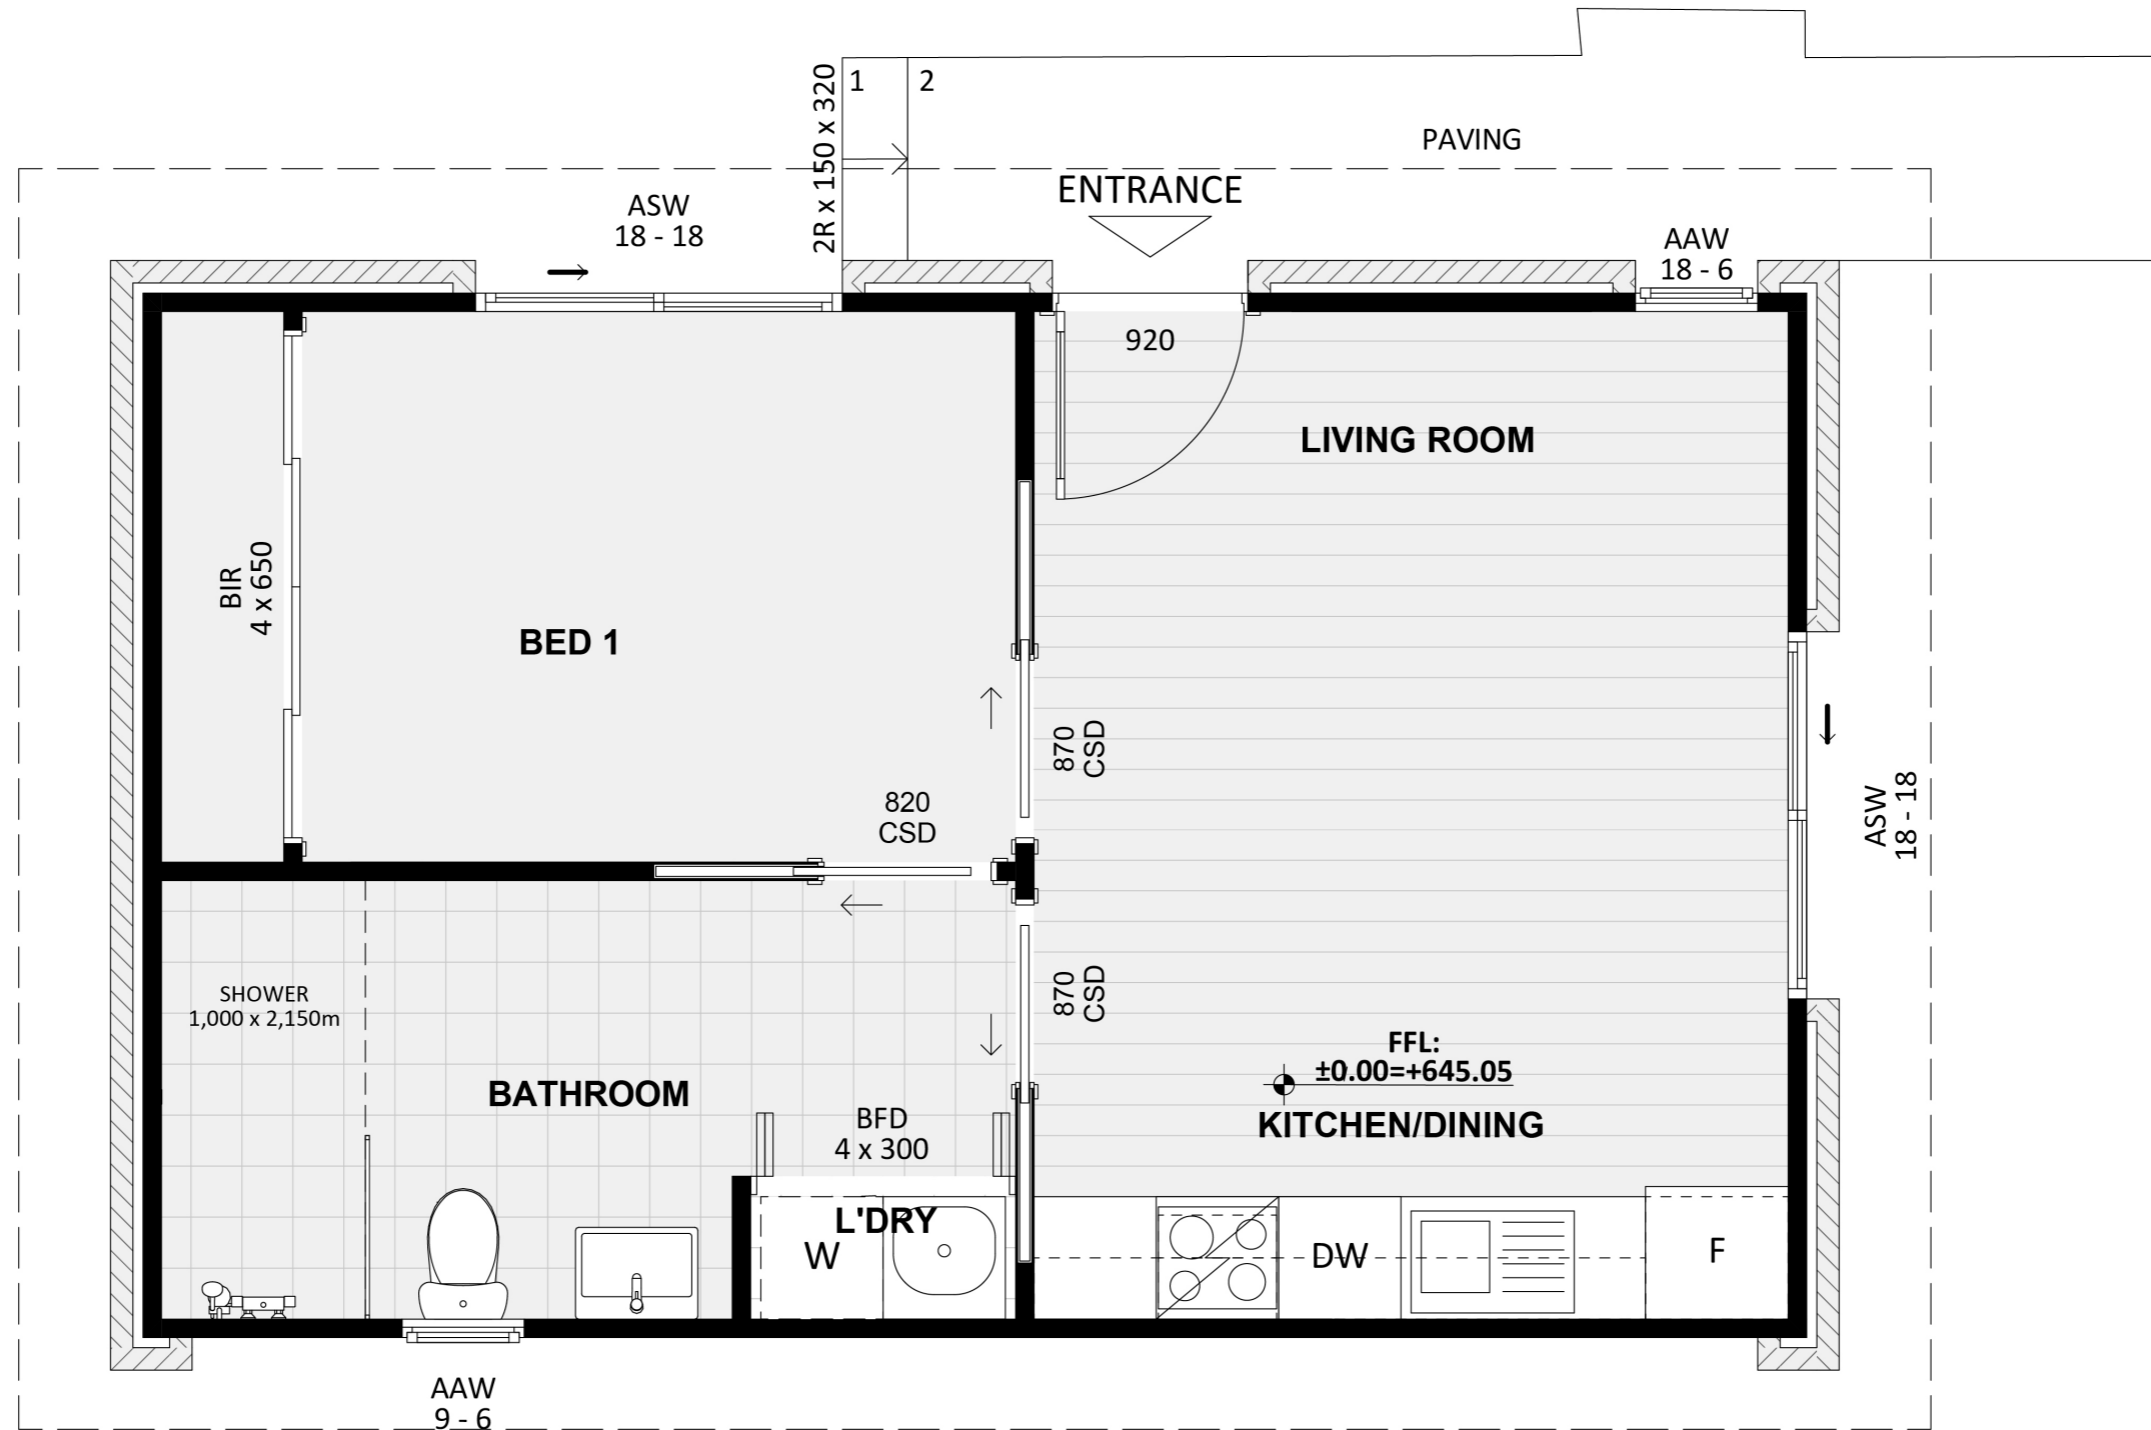 1
2
2R x 150 x 320
PAVING
ENTRANCE
ASW
18 - 18
AAW
18 - 6
920
LIVING ROOM
BIR
4 x 650
BED 1
870
CSD
820
CSD
ASW
18 - 18
SHOWER
1,000 x 2,150m
870
CSD
FFL:
±0.00=+645.05
BATHROOM
BFD
4 x 300
KITCHEN/DINING
L'DRY
W
DW
F
AAW
9 - 6